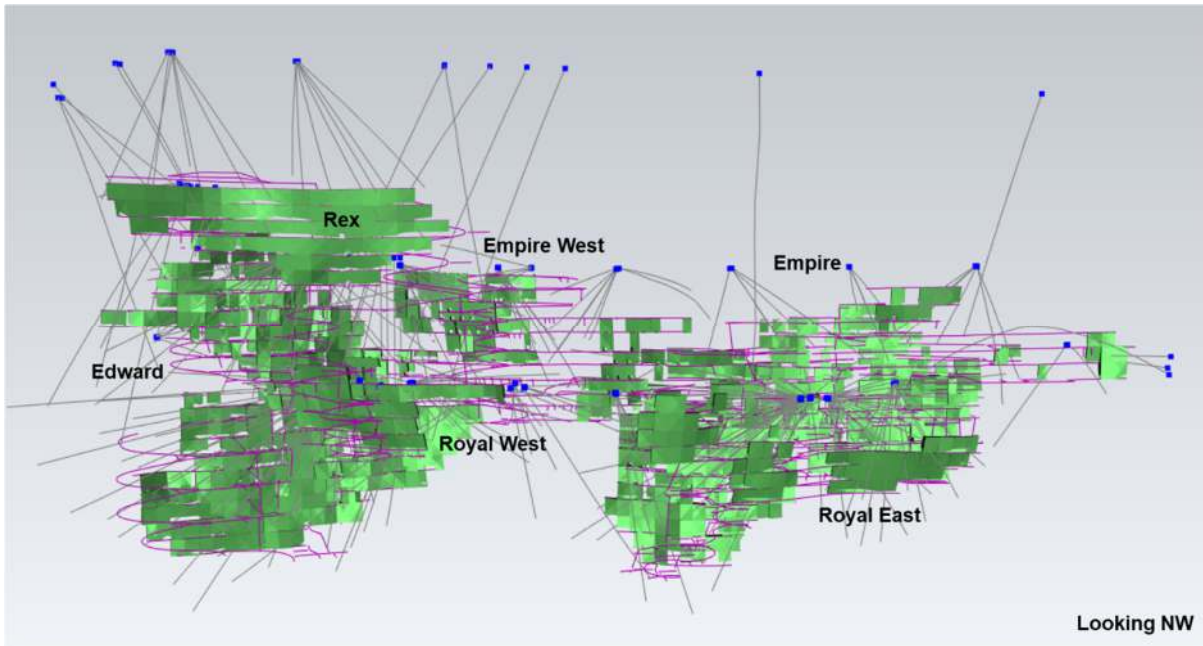 Rex
Empire West
Empire
Edward
Royal West
Royal East
Looking NW